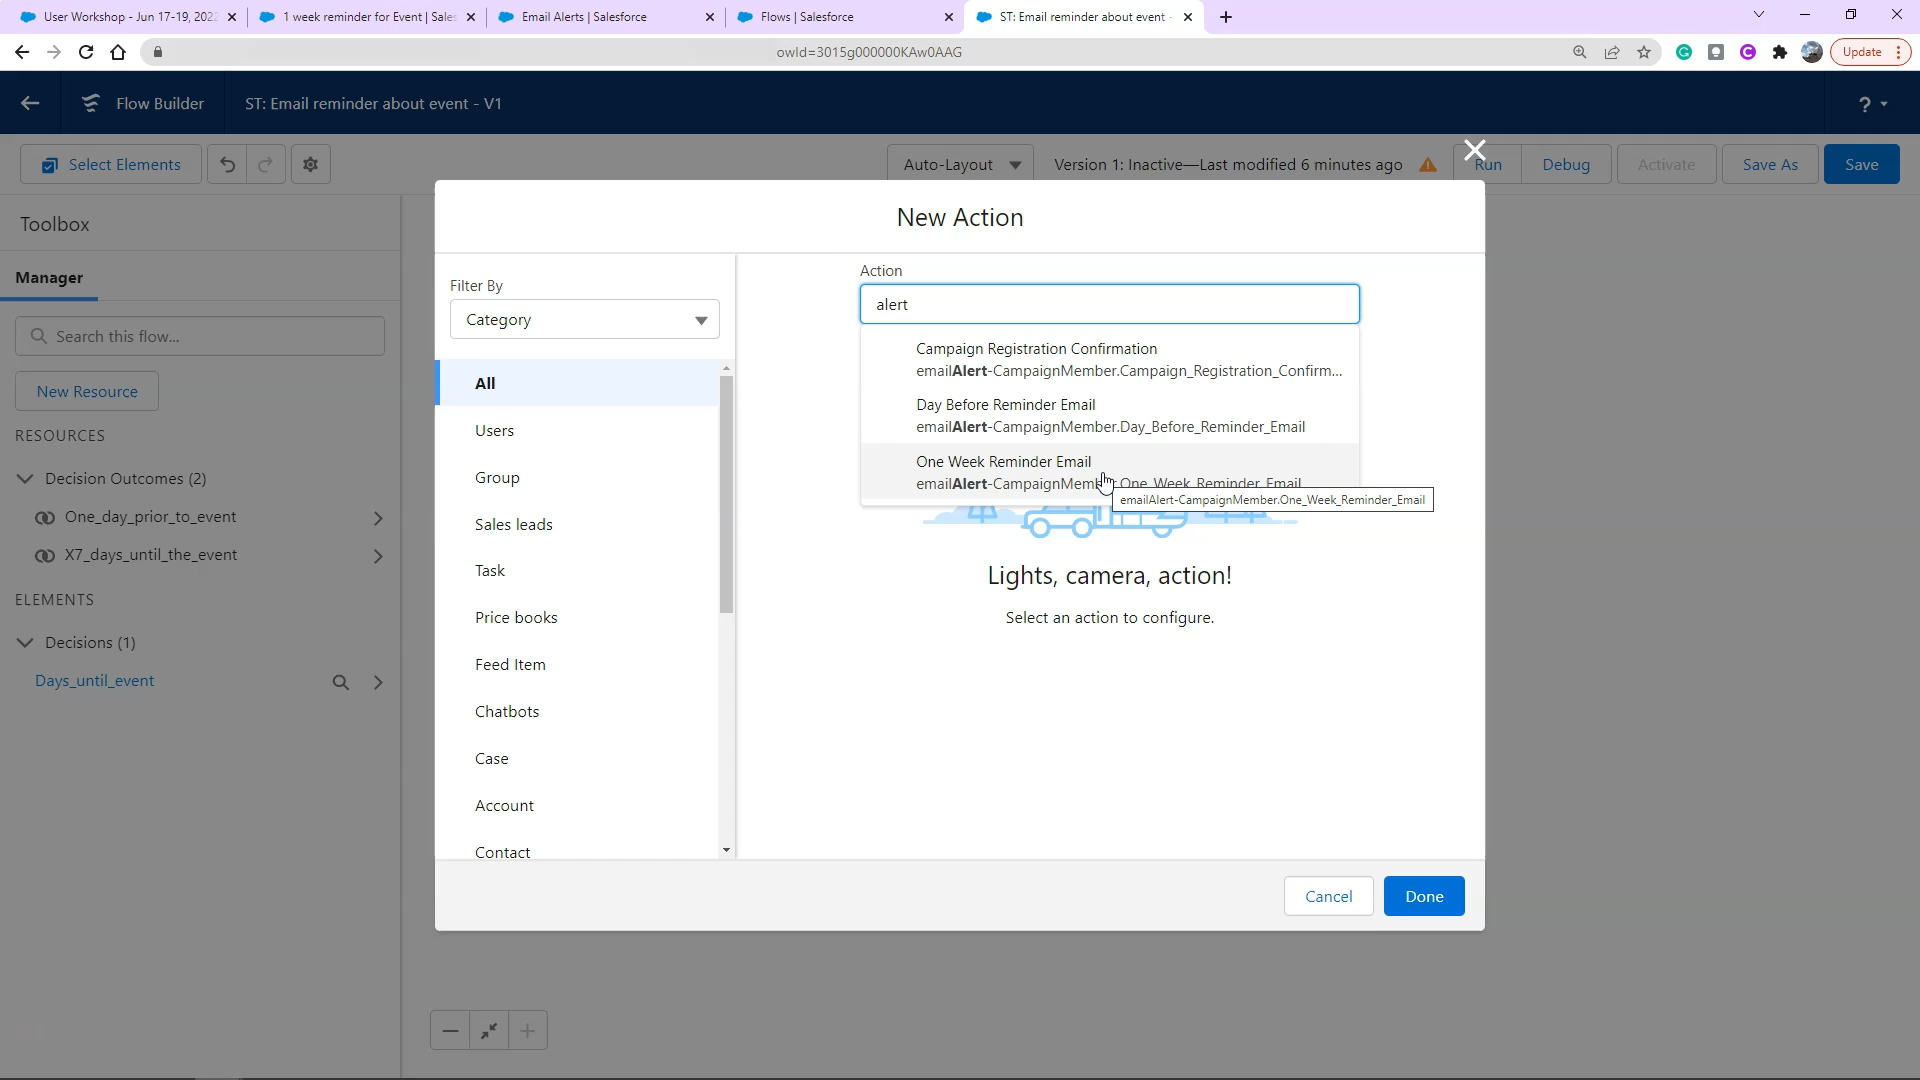 User Workshop - Jun 17-19, 2022
1 week reminder for Event | Sales
Email Alerts | Salesforce
Flows | Salesforce
ST: Email reminder about event -
owId=3015g000000KAw0AAG
Update
Flow Builder
ST: Email reminder about event - V1
?
Select Elements
Auto-Layout
Version 1: Inactive—Last modified 6 minutes ago
Run
Debug
Activate
Save As
Save
Toolbox
Manager
Search this flow...
New Resource
RESOURCES
Decision Outcomes (2)
One_day_prior_to_event
X7_days_until_the_event
ELEMENTS
Decisions (1)
Days_until_event
New Action
Filter By
Category
All
Users
Group
Sales leads
Task
Price books
Feed Item
Chatbots
Case
Account
Contact
Action
alert
Campaign Registration Confirmation
emailAlert-CampaignMember.Campaign_Registration_Confirm...
Day Before Reminder Email
emailAlert-CampaignMember.Day_Before_Reminder_Email
One Week Reminder Email
emailAlert-CampaignMember.One_Week_Reminder_Email
emailAlert-CampaignMember.One_Week_Reminder_Email
Lights, camera, action!
Select an action to configure.
Cancel
Done